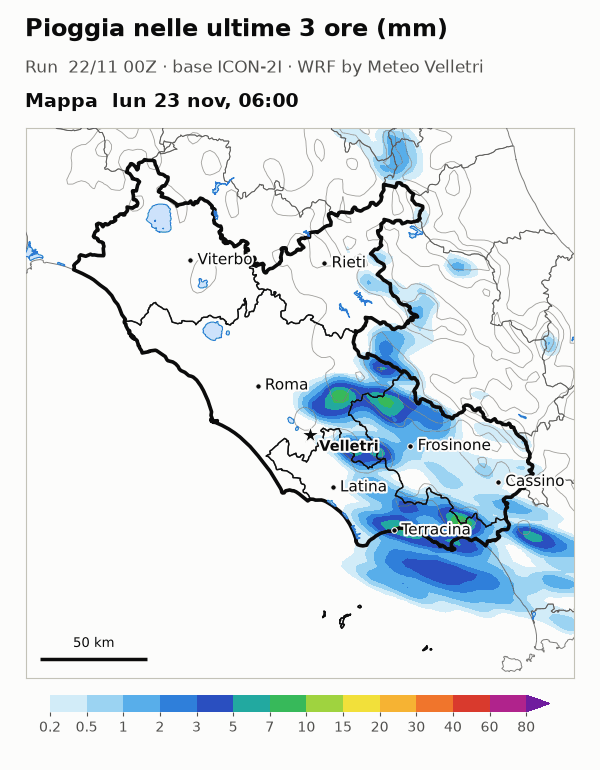 Pioggia nelle ultime 3 ore (mm)
Run  22/11 00Z · base ICON-2I · WRF by Meteo Velletri
Mappa  lun 23 nov, 06:00
Viterbo
Rieti
Roma
Velletri
Frosinone
Cassino
Latina
Terracina
50 km
0.2 0.5 1 2 3 5 7 10 15 20 30 40 60 80